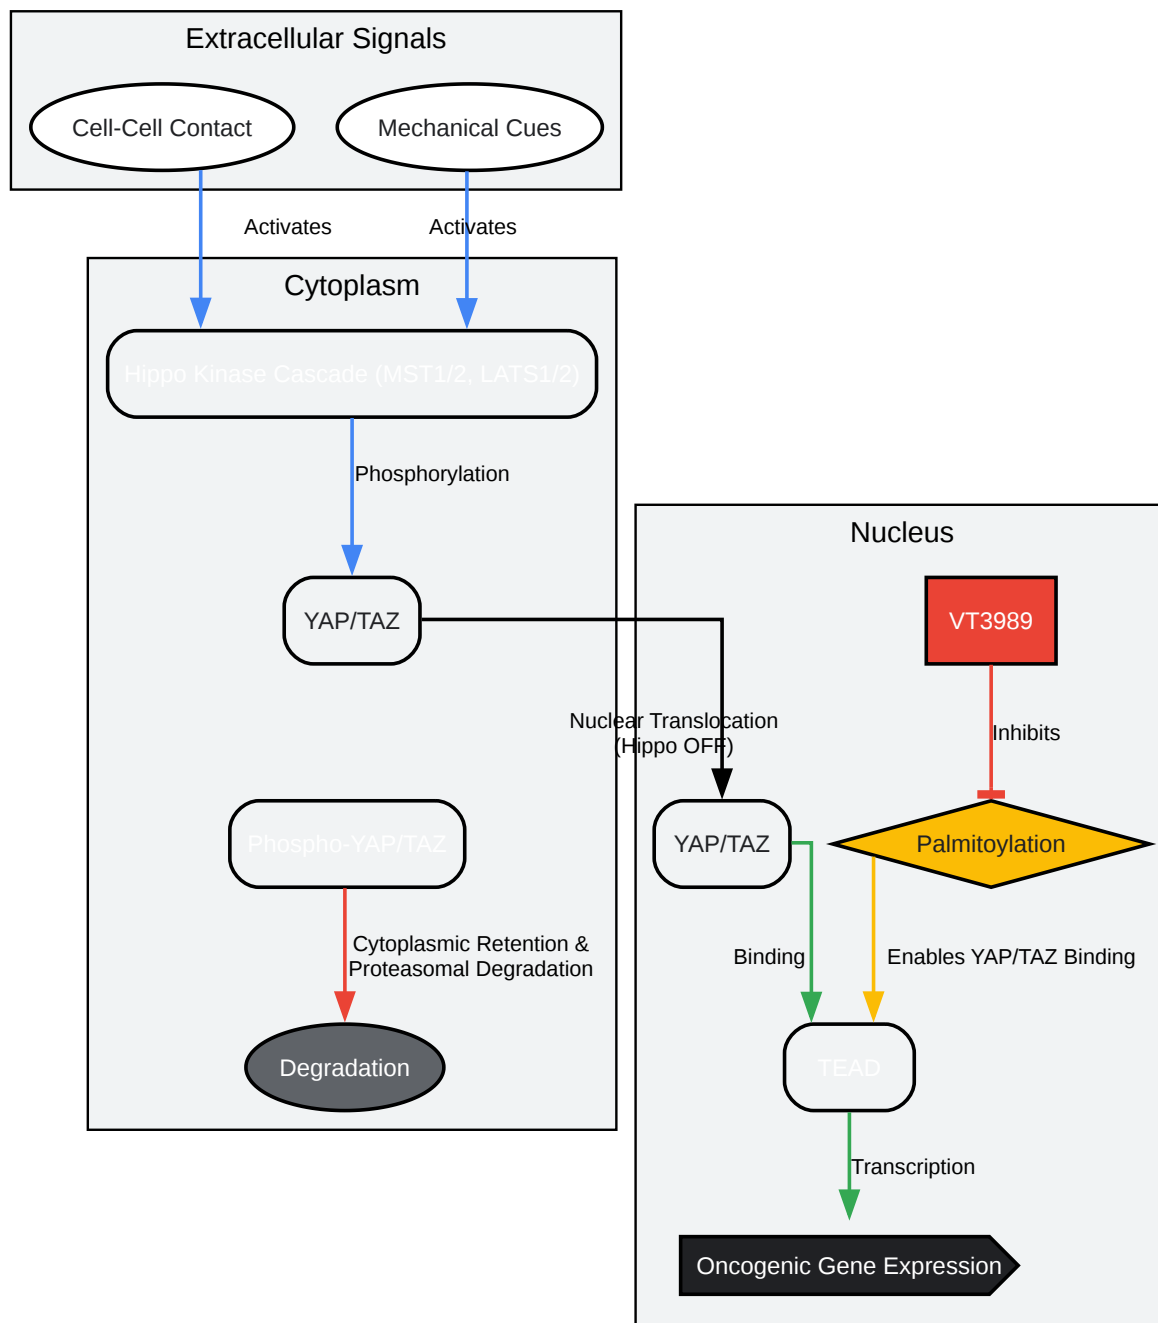 Extracellular Signals
Cell-Cell Contact
Mechanical Cues
Activates
Activates
Cytoplasm
Hippo Kinase Cascade (MST1/2, LATS1/2)
Phosphorylation
Nucleus
YAP/TAZ
VT3989
Nuclear Translocation
(Hippo OFF)
Inhibits
Phospho-YAP/TAZ
YAP/TAZ
Palmitoylation
Cytoplasmic Retention &
Proteasomal Degradation
Binding
Enables YAP/TAZ Binding
Degradation
TEAD
Transcription
Oncogenic Gene Expression